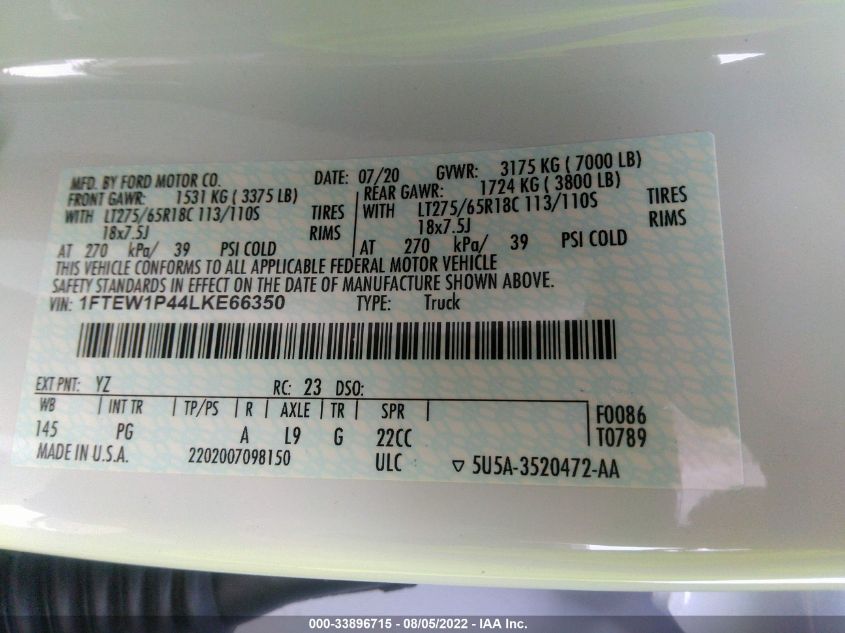 MFD. BY FORD MOTOR CO. DATE: 07/20 GVWR: 3175 KG ( 7000 LB)
FRONT GAWR: 1531 KG ( 3375 LB) REAR GAWR: 1724 KG ( 3800 LB)
WITH LT275/65R18C 113/110S TIRES WITH LT275/65R18C 113/110S TIRES
18x7.5J RIMS 18x7.5J RIMS
AT 270 kPa/ 39 PSI COLD AT 270 kPa/ 39 PSI COLD
THIS VEHICLE CONFORMS TO ALL APPLICABLE FEDERAL MOTOR VEHICLE
SAFETY STANDARDS IN EFFECT ON THE DATE OF MANUFACTURE SHOWN ABOVE.
VIN: 1FTEW1P44LKE66350 TYPE: Truck
EXT PNT: YZ RC: 23 DSO:
WB INT TR TP/PS R AXLE TR SPR F0086
145 PG A L9 G 22CC T0789
MADE IN U.S.A. 2202007098150 ULC ▽ 5U5A-3520472-AA
000-33896715 - 08/05/2022 - IAA Inc.